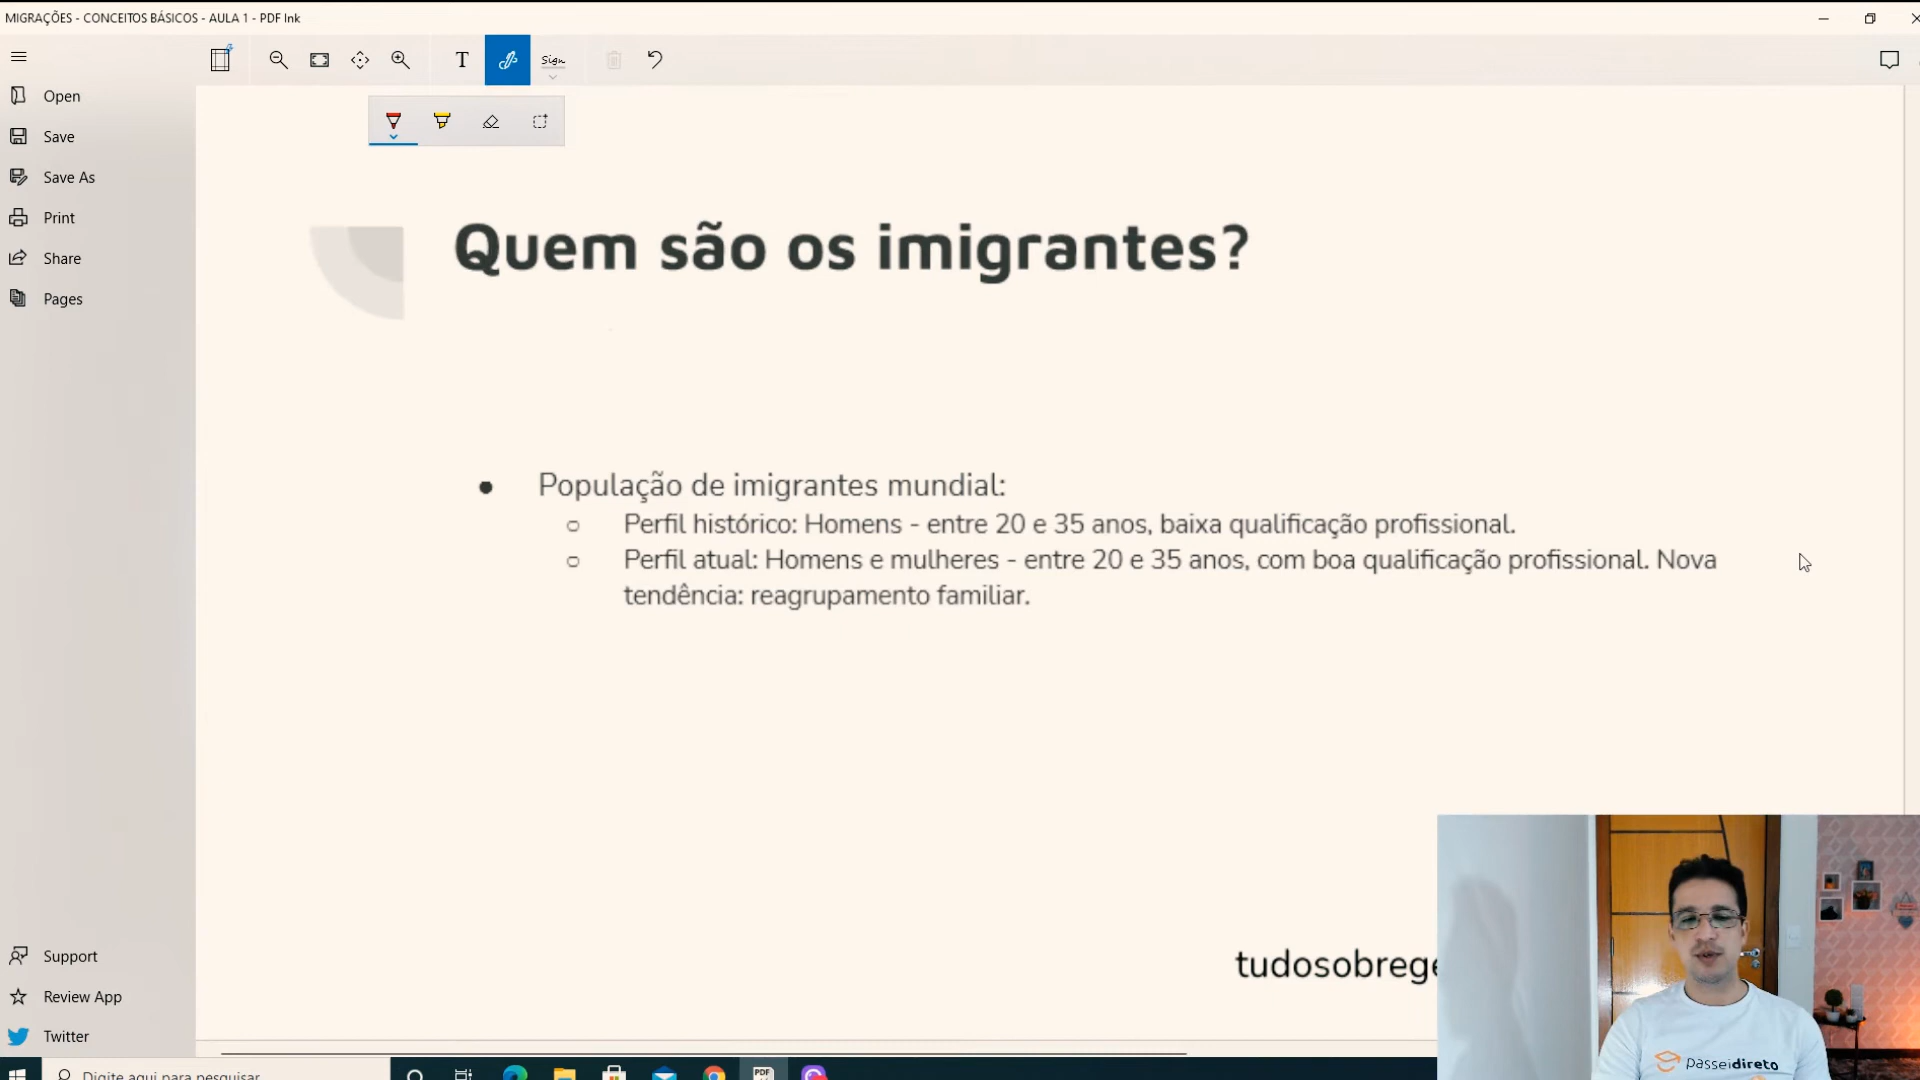 MIGRAÇÕES - CONCEITOS BÁSICOS - AULA 1 - PDF Ink
T
Sign
Open
Save
Save As
Print
Share
Pages
Quem são os imigrantes?
População de imigrantes mundial:
Perfil histórico: Homens - entre 20 e 35 anos, baixa qualificação profissional.
Perfil atual: Homens e mulheres - entre 20 e 35 anos, com boa qualificação profissional. Nova
tendência: reagrupamento familiar.
tudosobrege
Support
Review App
Twitter
passeidireto
Digite aqui para pesquisar
PDF